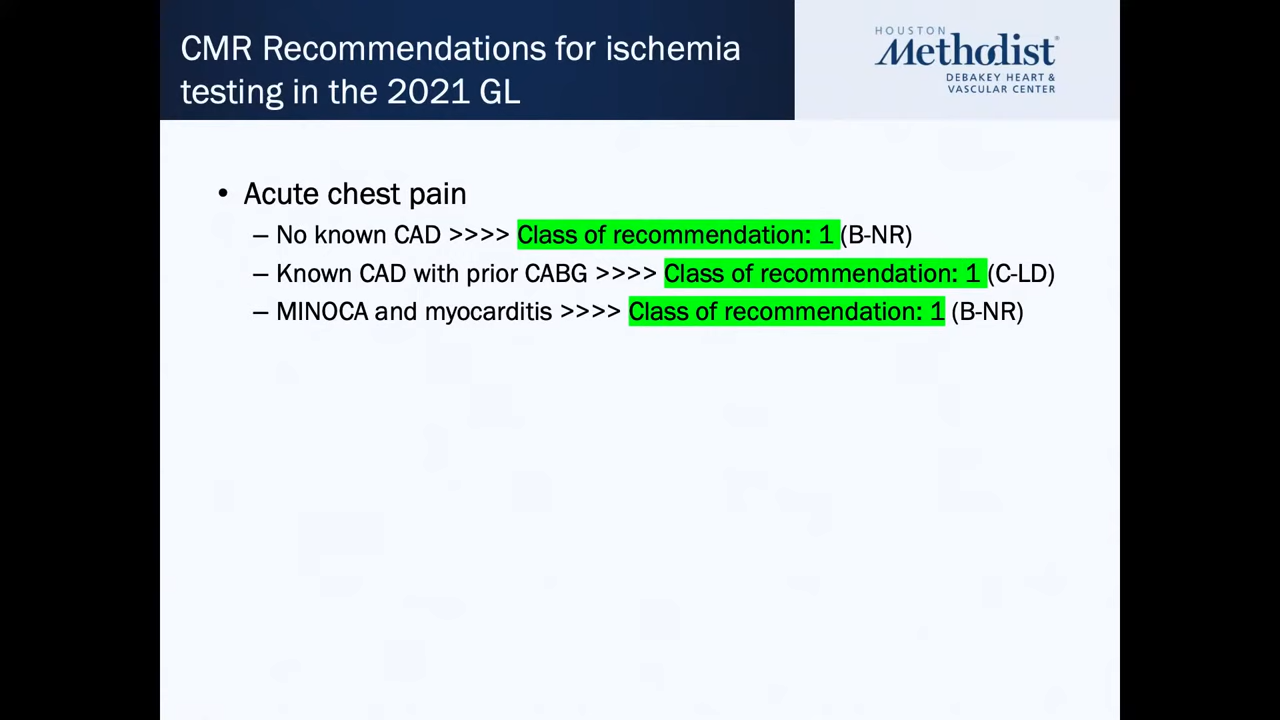 CMR Recommendations for ischemia
testing in the 2021 GL
HOUSTON
Methodist®
DEBAKEY HEART &
VASCULAR CENTER
• Acute chest pain
– No known CAD >>>> Class of recommendation: 1 (B-NR)
– Known CAD with prior CABG >>>> Class of recommendation: 1 (C-LD)
– MINOCA and myocarditis >>>> Class of recommendation: 1 (B-NR)